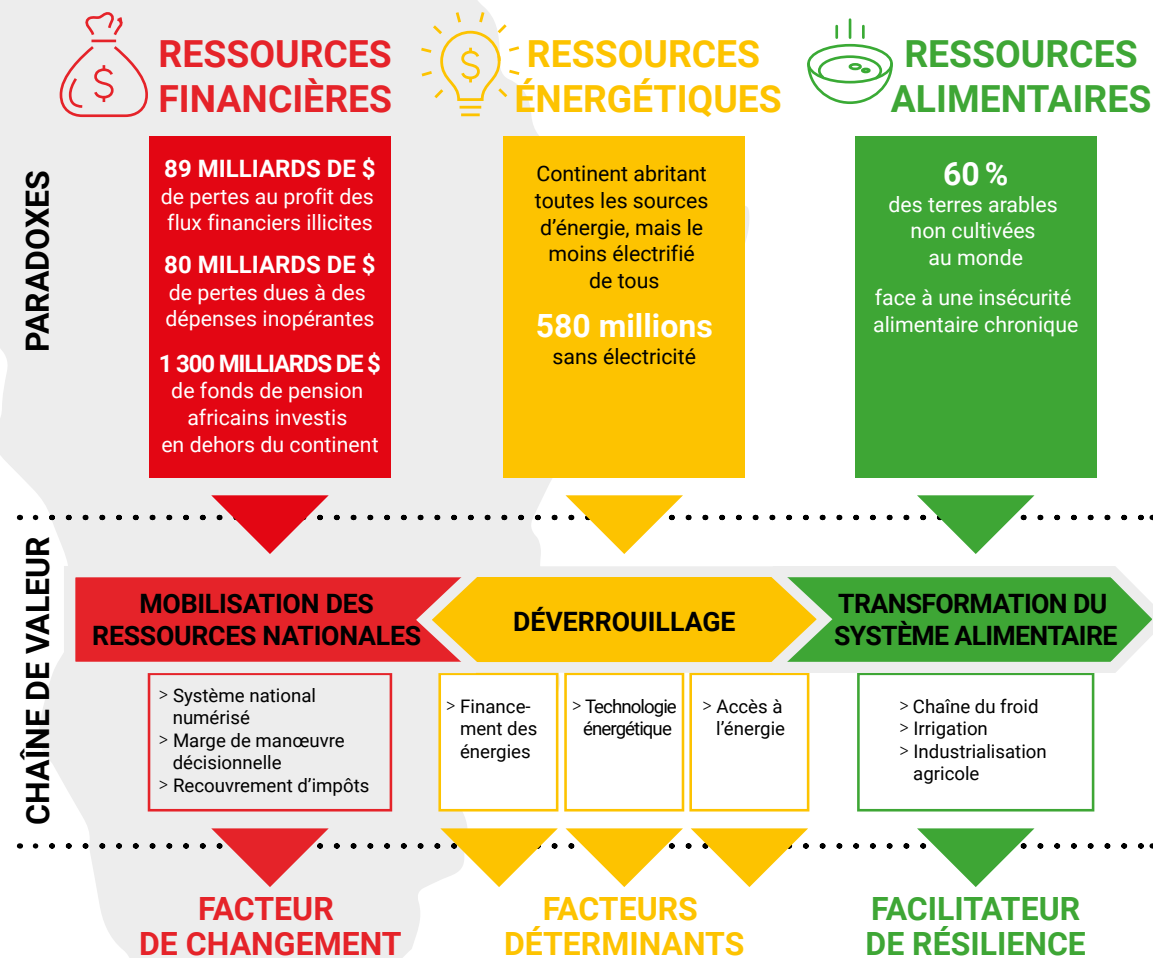 RESSOURCES
FINANCIÈRES
RESSOURCES
ÉNERGÉTIQUES
RESSOURCES
ALIMENTAIRES
PARADOXES
$
89 MILLIARDS DE $
de pertes au profit des
flux financiers illicites
80 MILLIARDS DE $
de pertes dues à des
dépenses inopérantes
1 300 MILLIARDS DE $
de fonds de pension
africains investis
en dehors du continent
$
Continent abritant
toutes les sources
d’énergie, mais le
moins électrifié
de tous
580 millions
sans électricité
60 %
des terres arables
non cultivées
au monde
face à une insécurité
alimentaire chronique
CHAÎNE DE VALEUR
MOBILISATION DES
RESSOURCES NATIONALES
DÉVERROUILLAGE
TRANSFORMATION DU
SYSTÈME ALIMENTAIRE
> Système national
numérisé
> Marge de manœuvre
décisionnelle
> Recouvrement d’impôts
> Finance-
ment des
énergies
> Technologie
énergétique
> Accès à
l’énergie
> Chaîne du froid
> Irrigation
> Industrialisation
agricole
FACTEUR
DE CHANGEMENT
FACTEURS
DÉTERMINANTS
FACILITATEUR
DE RÉSILIENCE